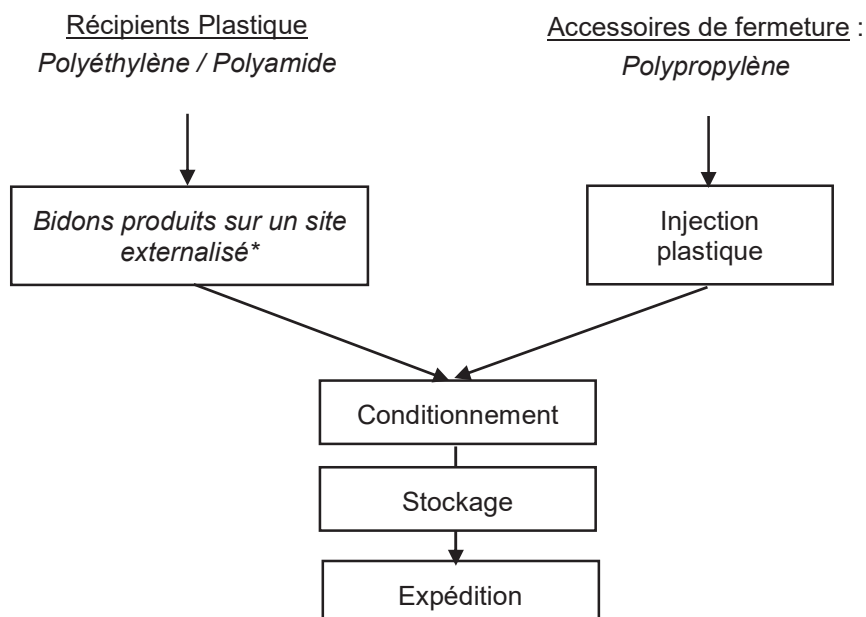 Récipients Plastique
Polyéthylène / Polyamide
Accessoires de fermeture :
Polypropylène
Bidons produits sur un site
externalisé*
Injection
plastique
Conditionnement
Stockage
Expédition